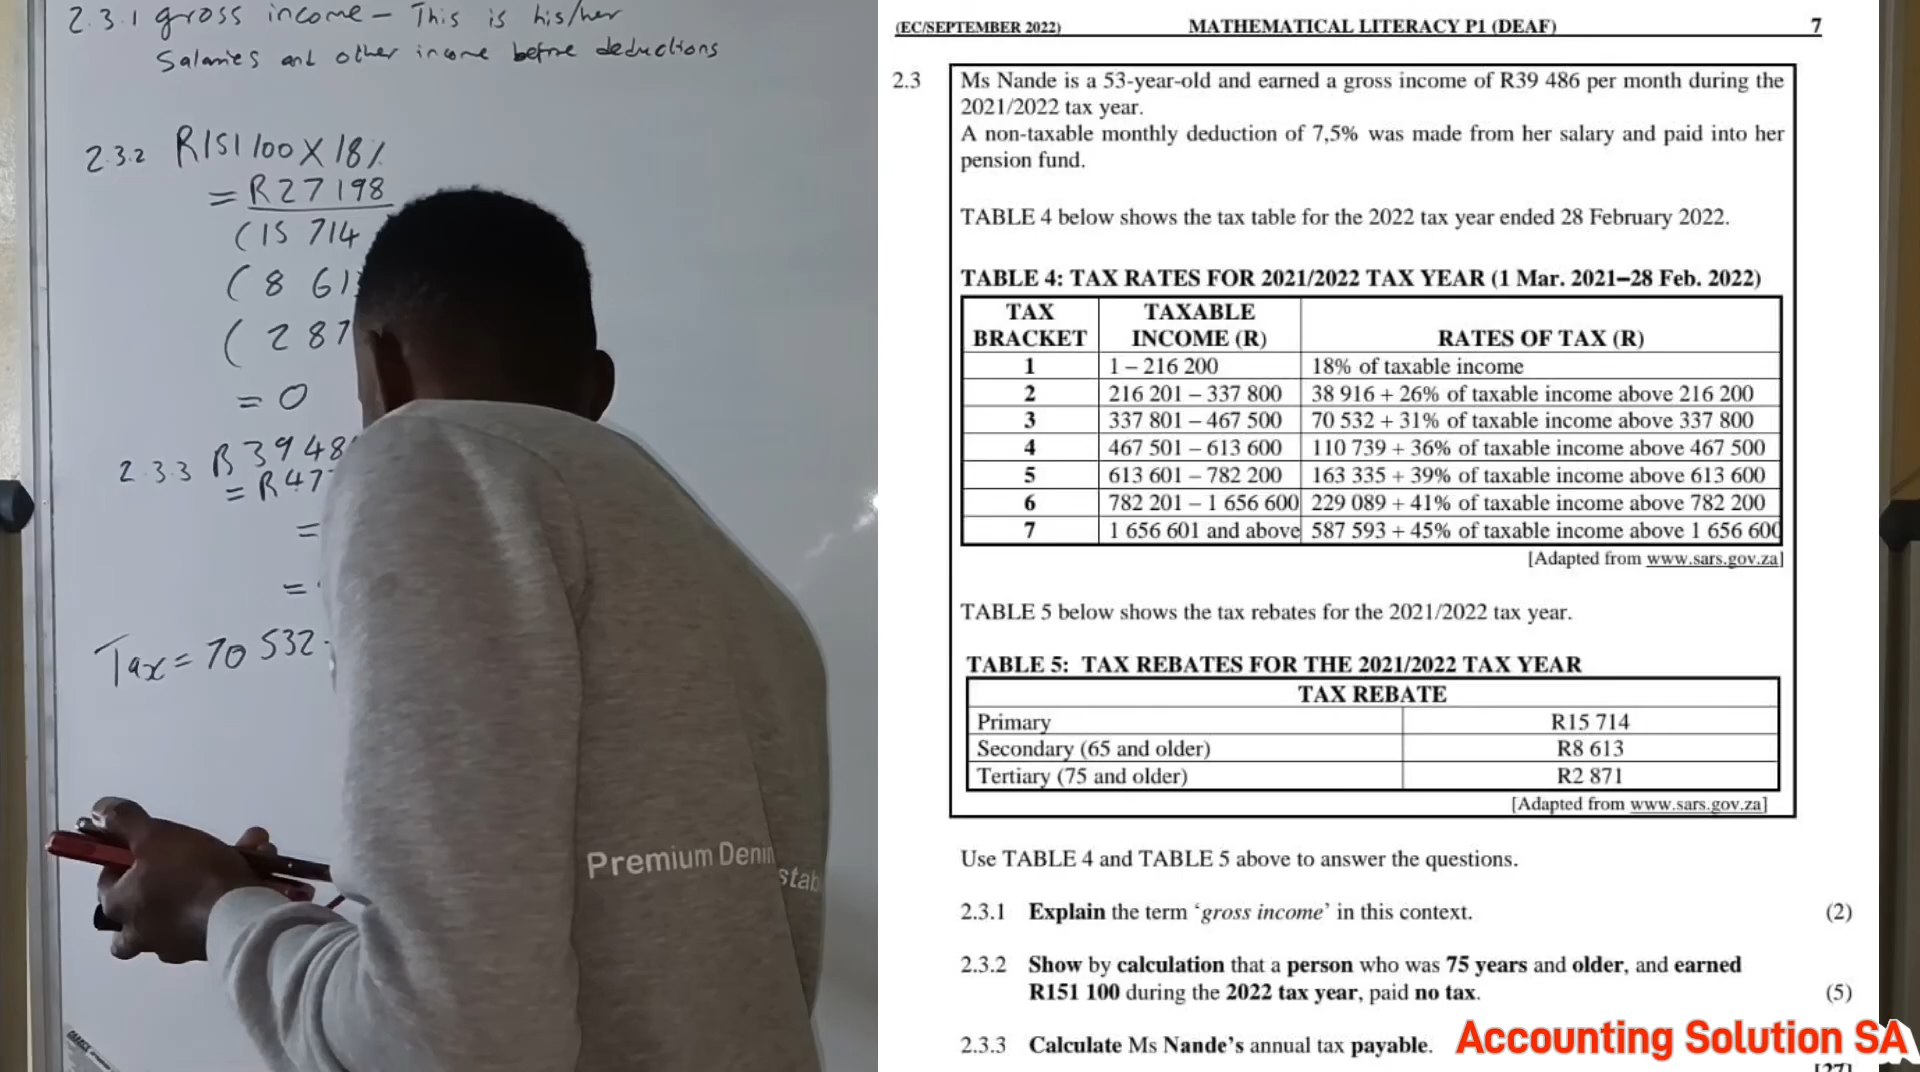 2.3.1 gross income - This is his/her
Salaries and other income before deductions
2.3.2 R151 100 X 18%
= R27 198
(15 714
(8 61
(2 87
= 0
2.3.3 R39 48
= R47
=
=
Tax = 70 532
Premium Denim
stab
(EC/SEPTEMBER 2022) MATHEMATICAL LITERACY P1 (DEAF) 7
2.3 Ms Nande is a 53-year-old and earned a gross income of R39 486 per month during the
2021/2022 tax year.
A non-taxable monthly deduction of 7,5% was made from her salary and paid into her
pension fund.
TABLE 4 below shows the tax table for the 2022 tax year ended 28 February 2022.
TABLE 4: TAX RATES FOR 2021/2022 TAX YEAR (1 Mar. 2021–28 Feb. 2022)
TAX BRACKET TAXABLE INCOME (R) RATES OF TAX (R)
1 1 – 216 200 18% of taxable income
2 216 201 – 337 800 38 916 + 26% of taxable income above 216 200
3 337 801 – 467 500 70 532 + 31% of taxable income above 337 800
4 467 501 – 613 600 110 739 + 36% of taxable income above 467 500
5 613 601 – 782 200 163 335 + 39% of taxable income above 613 600
6 782 201 – 1 656 600 229 089 + 41% of taxable income above 782 200
7 1 656 601 and above 587 593 + 45% of taxable income above 1 656 600
[Adapted from www.sars.gov.za]
TABLE 5 below shows the tax rebates for the 2021/2022 tax year.
TABLE 5: TAX REBATES FOR THE 2021/2022 TAX YEAR
TAX REBATE
Primary R15 714
Secondary (65 and older) R8 613
Tertiary (75 and older) R2 871
[Adapted from www.sars.gov.za]
Use TABLE 4 and TABLE 5 above to answer the questions.
2.3.1 Explain the term ‘gross income’ in this context. (2)
2.3.2 Show by calculation that a person who was 75 years and older, and earned
R151 100 during the 2022 tax year, paid no tax. (5)
2.3.3 Calculate Ms Nande’s annual tax payable.
Accounting Solution SA
[27]